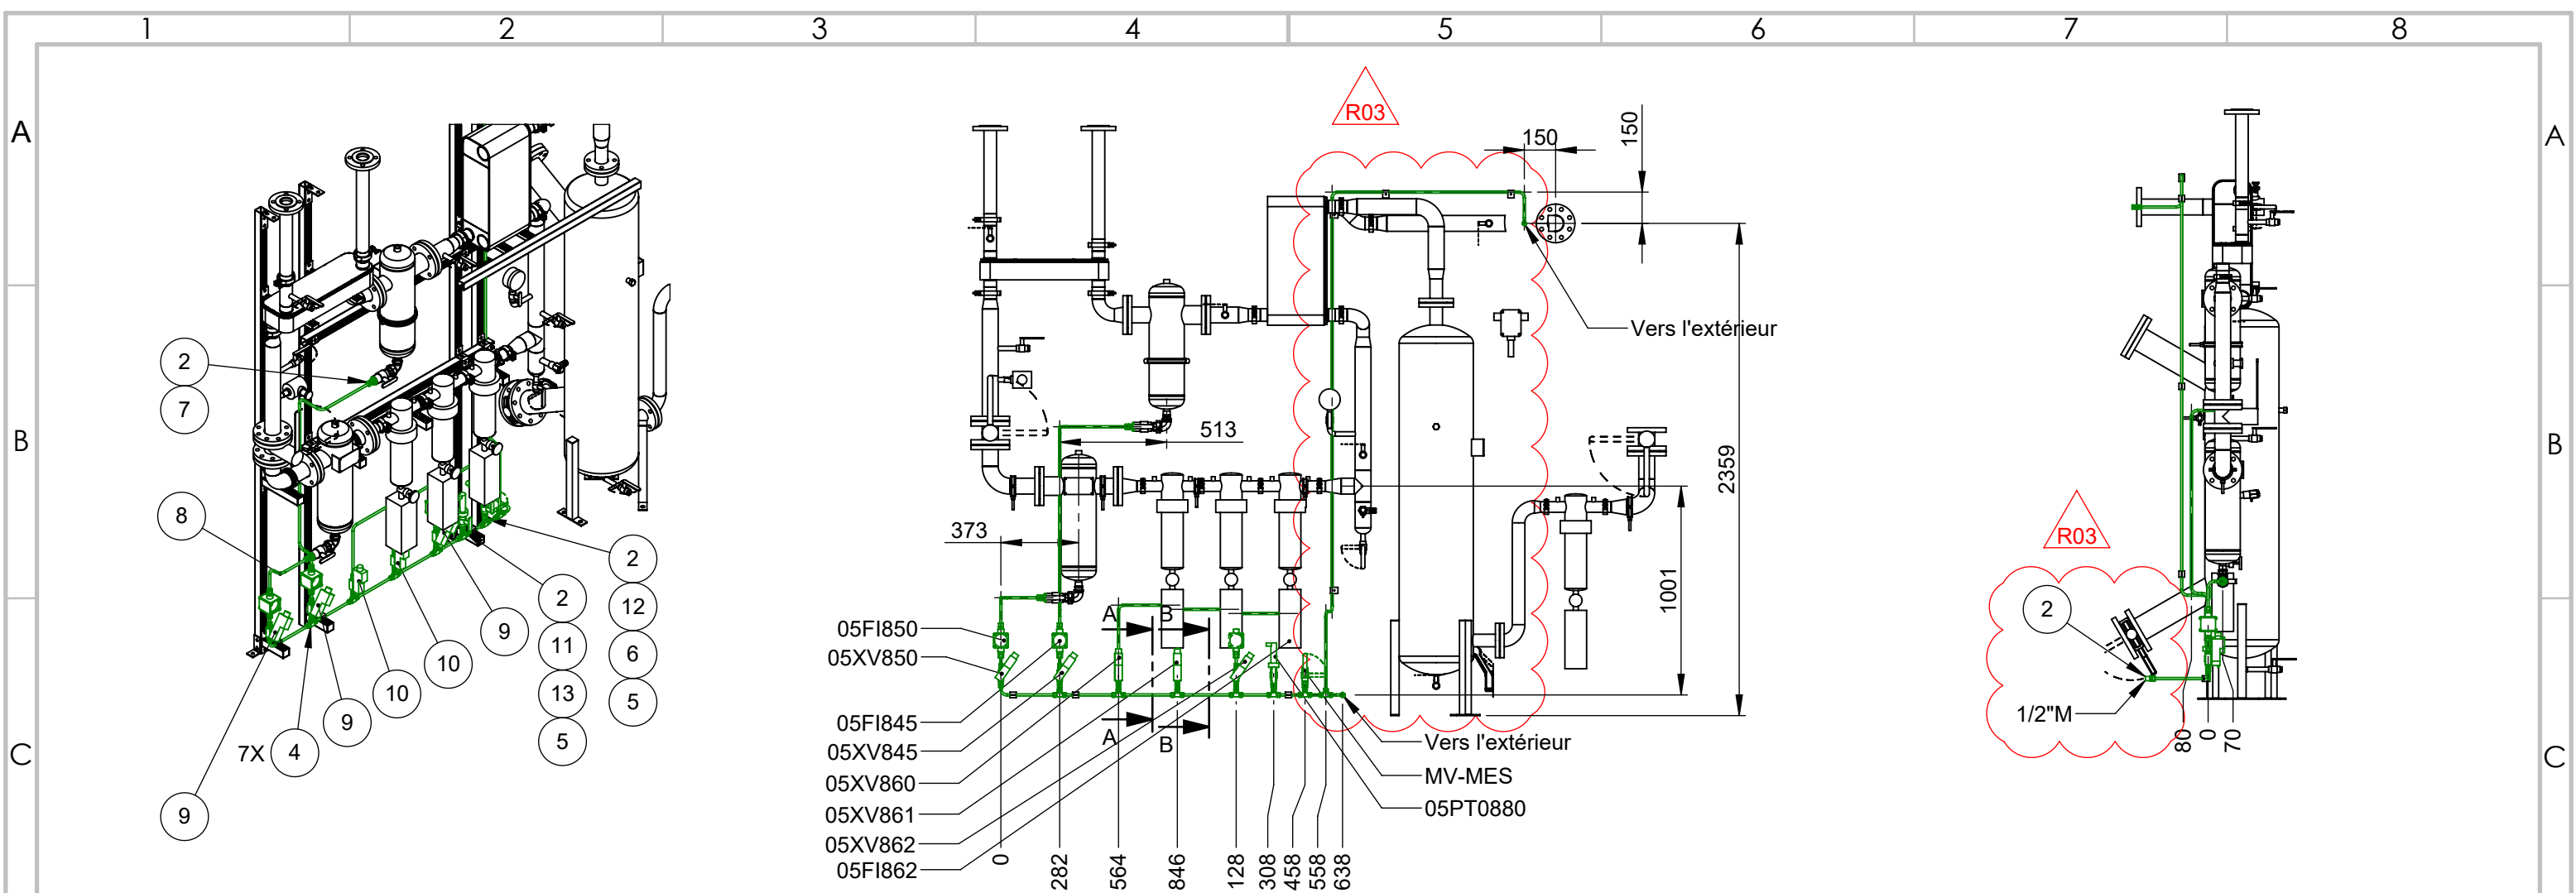 1 2 3 4 5 6 7 8
A
B
C
A
B
C
2
7
8
9
7X 4
9
10
10
9
2
11
13
5
2
12
6
5
R03
150
150
Vers l'extérieur
513
373
2359
1001
05FI850
05XV850
05FI845
05XV845
05XV860
05XV861
05XV862
05FI862
A
B
A
B
Vers l'extérieur
MV-MES
05PT0880
0
282
564
846
128
308
458
558
638
R03
2
1/2"M
80
0
70